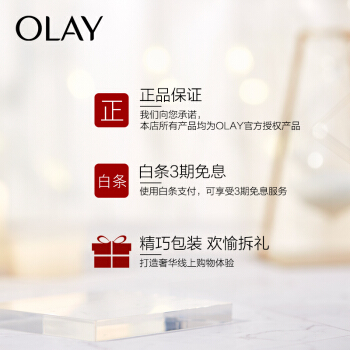 OLAY
正
正品保证
我们向您承诺，
本店所有产品均为OLAY官方授权产品
白条
白条3期免息
使用白条支付，可享受3期免息服务
精巧包装 欢愉拆礼
打造奢华线上购物体验